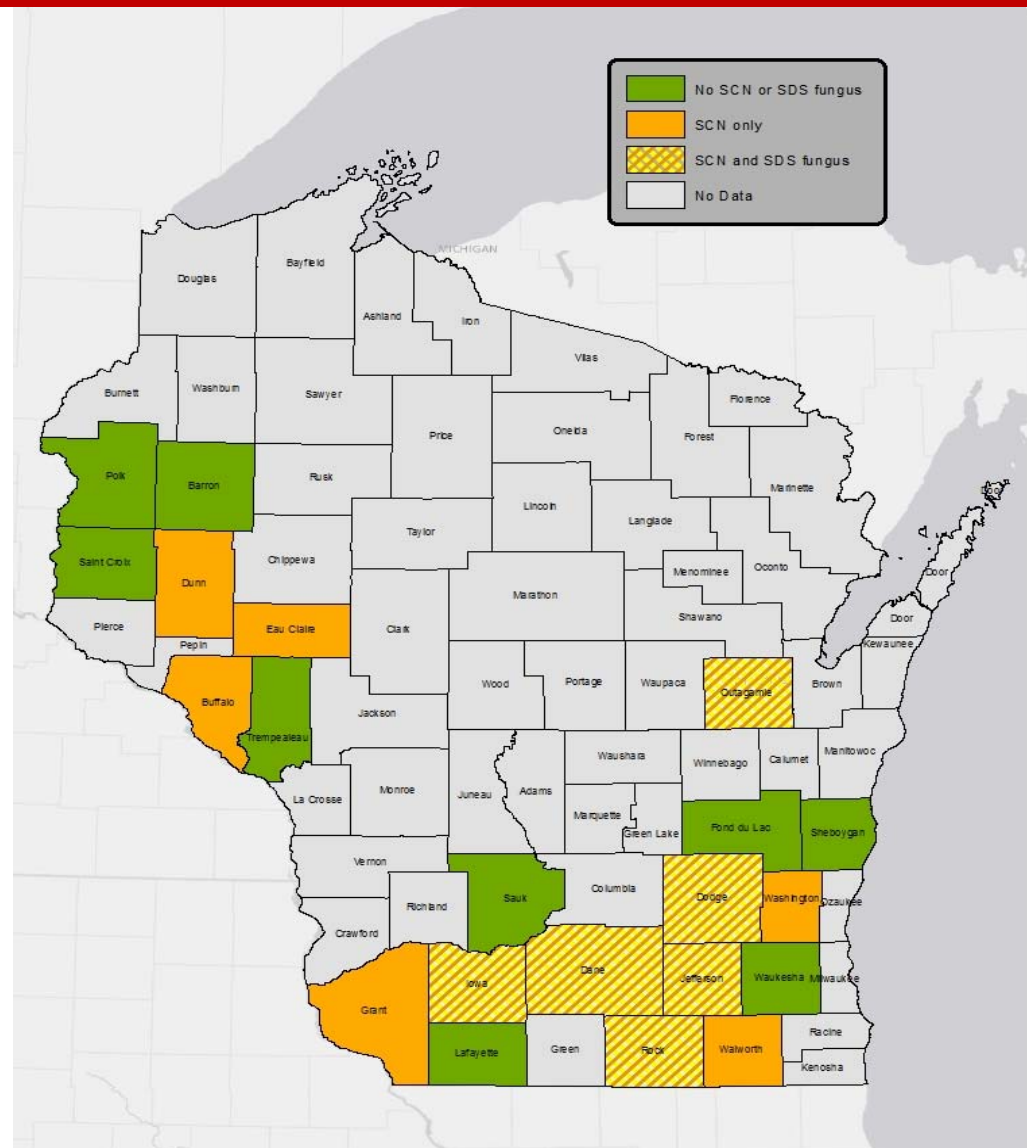 No SCN or SDS fungus
SCN only
SCN and SDS fungus
No Data
MICHIGAN
Douglas
Bayfield
Ashland
Iron
Vilas
Burnett
Washburn
Sawyer
Price
Oneida
Forest
Florence
Marinette
Polk
Barron
Rusk
Lincoln
Langlade
Door
Taylor
Saint Croix
Dunn
Chippewa
Menominee
Oconto
Marathon
Shawano
Door
Pierce
Pepin
Eau Claire
Clark
Door
Kewaunee
Buffalo
Trempealeau
Jackson
Wood
Portage
Waupaca
Outagamie
Brown
La Crosse
Monroe
Juneau
Adams
Waushara
Winnebago
Calumet
Manitowoc
Marquette
Green Lake
Fond du Lac
Sheboygan
Vernon
Richland
Sauk
Columbia
Dodge
Washington
Ozaukee
Crawford
Grant
Iowa
Dane
Jefferson
Waukesha
Milwaukee
Lafayette
Green
Rock
Walworth
Racine
Kenosha